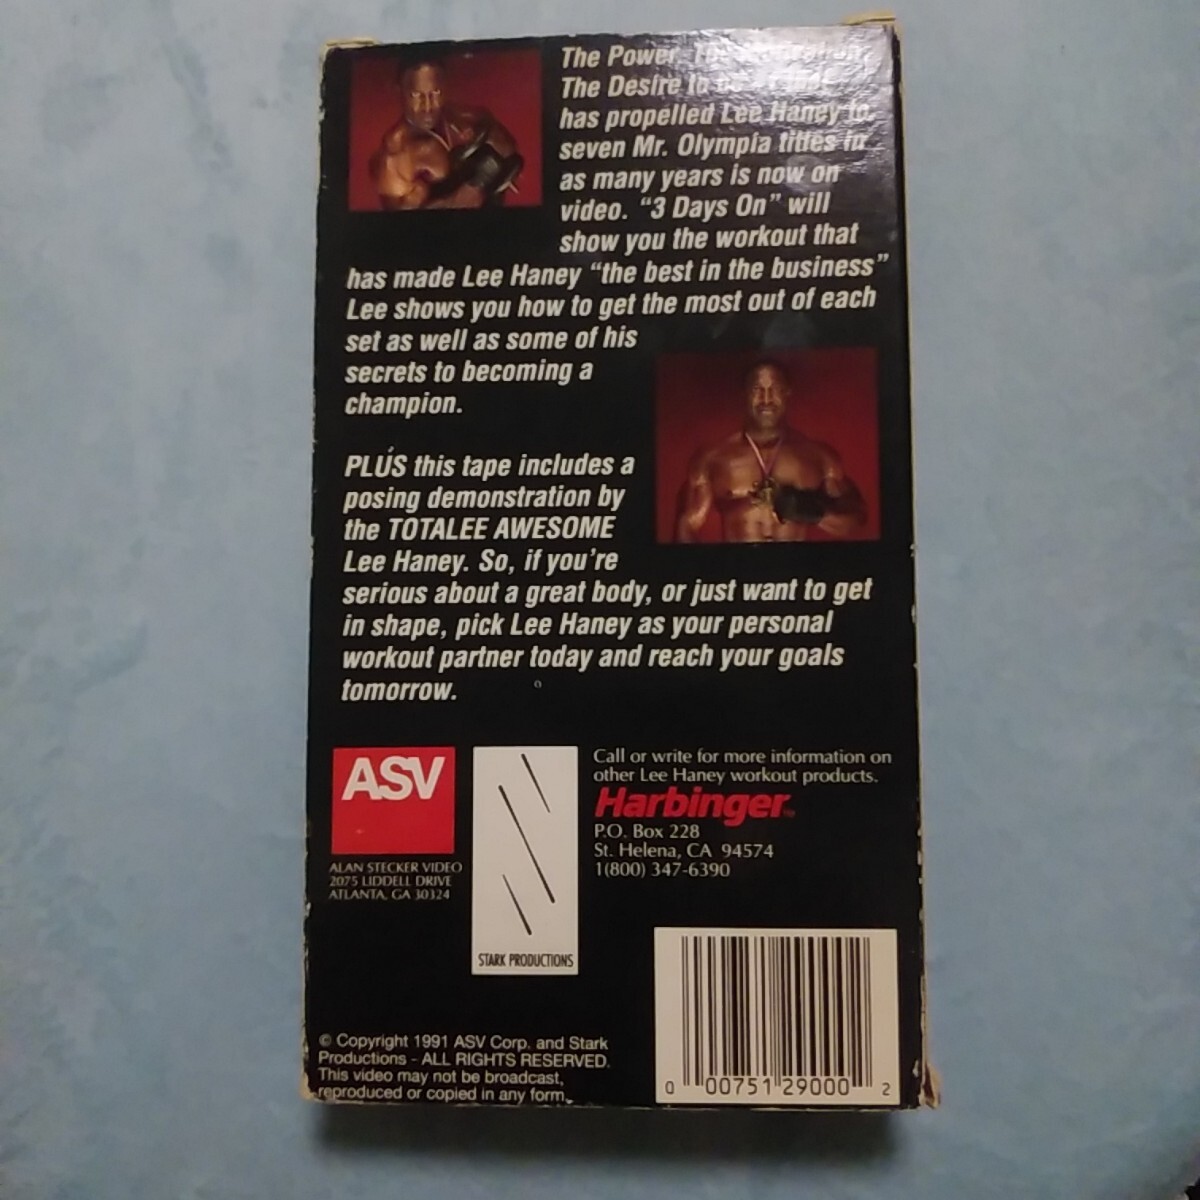 The Power. The
The Desire to
has propelled Lee Haney to
seven Mr. Olympia titles in
as many years is now on
video. “3 Days On” will
show you the workout that
has made Lee Haney “the best in the business”
Lee shows you how to get the most out of each
set as well as some of his
secrets to becoming a
champion.
PLUS this tape includes a
posing demonstration by
the TOTALEE AWESOME
Lee Haney. So, if you're
serious about a great body, or just want to get
in shape, pick Lee Haney as your personal
workout partner today and reach your goals
tomorrow.
ASV
ALAN STECKER VIDEO
2075 LIDDELL DRIVE
ATLANTA, GA 30324
STARK PRODUCTIONS
Call or write for more information on
other Lee Haney workout products.
Harbinger™
P.O. Box 228
St. Helena, CA 94574
1(800) 347-6390
© Copyright 1991 ASV Corp. and Stark
Productions - ALL RIGHTS RESERVED.
This video may not be broadcast,
reproduced or copied in any form.
0 00751 29000 2